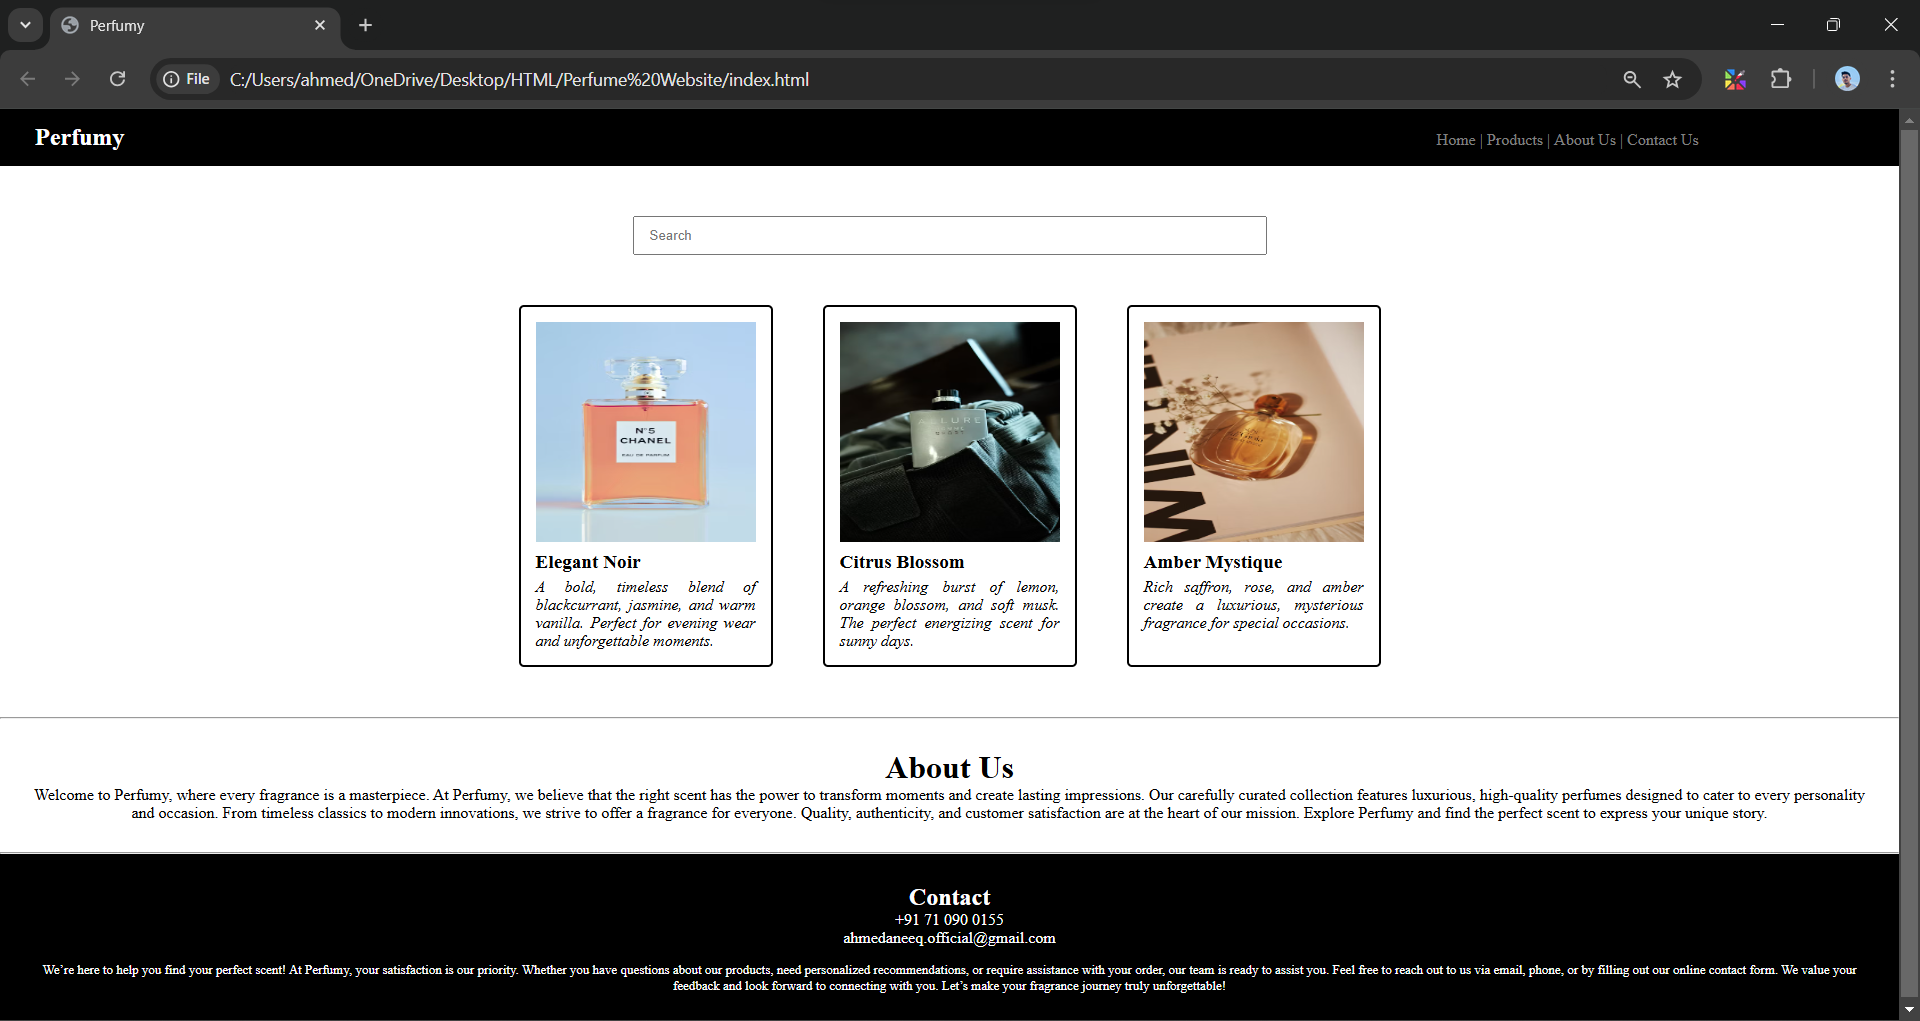 Perfumy
File
C:/Users/ahmed/OneDrive/Desktop/HTML/Perfume%20Website/index.html
Perfumy
Home | Products | About Us | Contact Us
Search
N°5
CHANEL
EAU DE PARFUM
ALLURE
Elegant Noir
A bold, timeless blend of
blackcurrant, jasmine, and warm
vanilla. Perfect for evening wear
and unforgettable moments.
Citrus Blossom
A refreshing burst of lemon,
orange blossom, and soft musk.
The perfect energizing scent for
sunny days.
Amber Mystique
Rich saffron, rose, and amber
create a luxurious, mysterious
fragrance for special occasions.
About Us
Welcome to Perfumy, where every fragrance is a masterpiece. At Perfumy, we believe that the right scent has the power to transform moments and create lasting impressions. Our carefully curated collection features luxurious, high-quality perfumes designed to cater to every personality
and occasion. From timeless classics to modern innovations, we strive to offer a fragrance for everyone. Quality, authenticity, and customer satisfaction are at the heart of our mission. Explore Perfumy and find the perfect scent to express your unique story.
Contact
+91 71 090 0155
ahmedaneeq.official@gmail.com
We're here to help you find your perfect scent! At Perfumy, your satisfaction is our priority. Whether you have questions about our products, need personalized recommendations, or require assistance with your order, our team is ready to assist you. Feel free to reach out to us via email, phone, or by filling out our online contact form. We value your
feedback and look forward to connecting with you. Let's make your fragrance journey truly unforgettable!